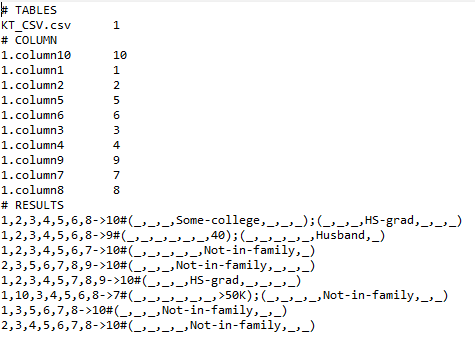 # TABLES
KT_CSV.csv	1
# COLUMN
1.column10	10
1.column1	1
1.column2	2
1.column5	5
1.column6	6
1.column3	3
1.column4	4
1.column9	9
1.column7	7
1.column8	8
# RESULTS
1,2,3,4,5,6,8->10#(_,_,_,Some-college,_,_,_);(_,_,_,HS-grad,_,_,_)
1,2,3,4,5,6,8->9#(_,_,_,_,_,_,40);(_,_,_,_,_,Husband,_)
1,2,3,4,5,6,7->10#(_,_,_,_,_,Not-in-family,_)
2,3,5,6,7,8,9->10#(_,_,_,Not-in-family,_,_,_)
1,2,3,4,5,7,8,9->10#(_,_,_,HS-grad,_,_,_,_)
1,10,3,4,5,6,8->7#(_,_,_,_,_,_,>50K);(_,_,_,_,Not-in-family,_,_)
1,3,5,6,7,8->10#(_,_,_,Not-in-family,_,_)
2,3,4,5,6,7,8->10#(_,_,_,_,Not-in-family,_,_)